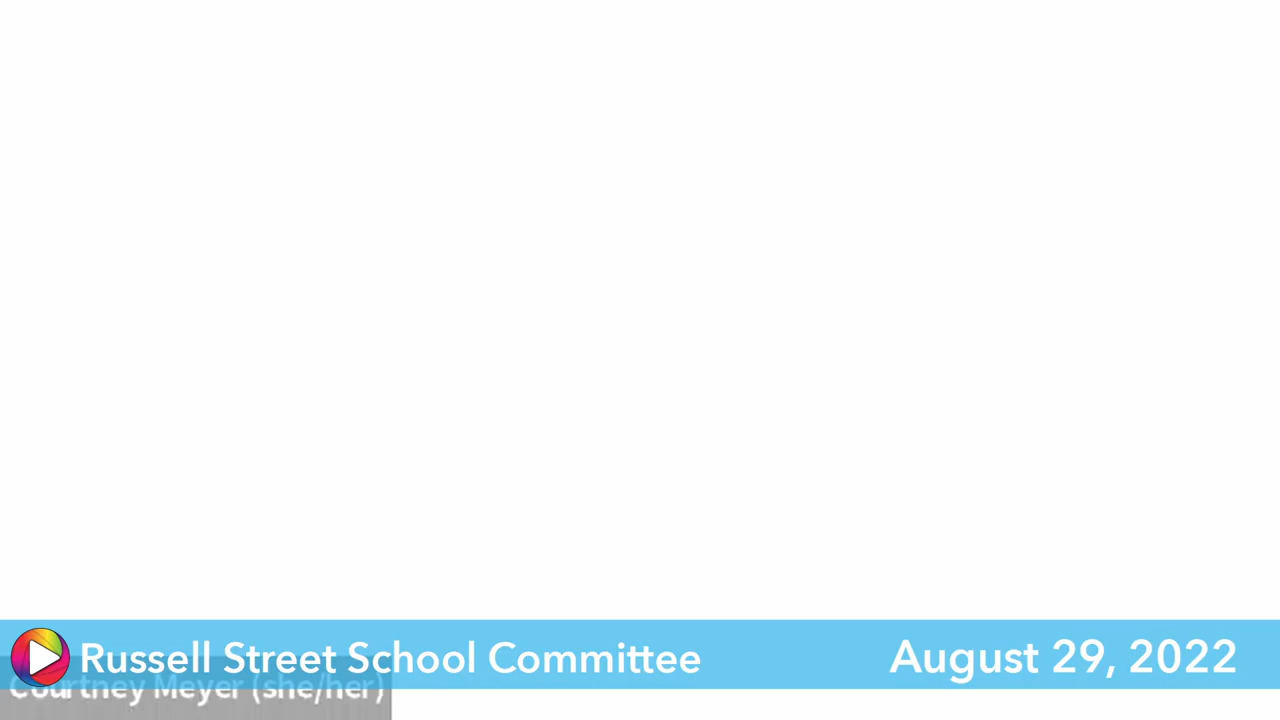 Russell Street School Committee
August 29, 2022
Courtney Meyer (she/her)